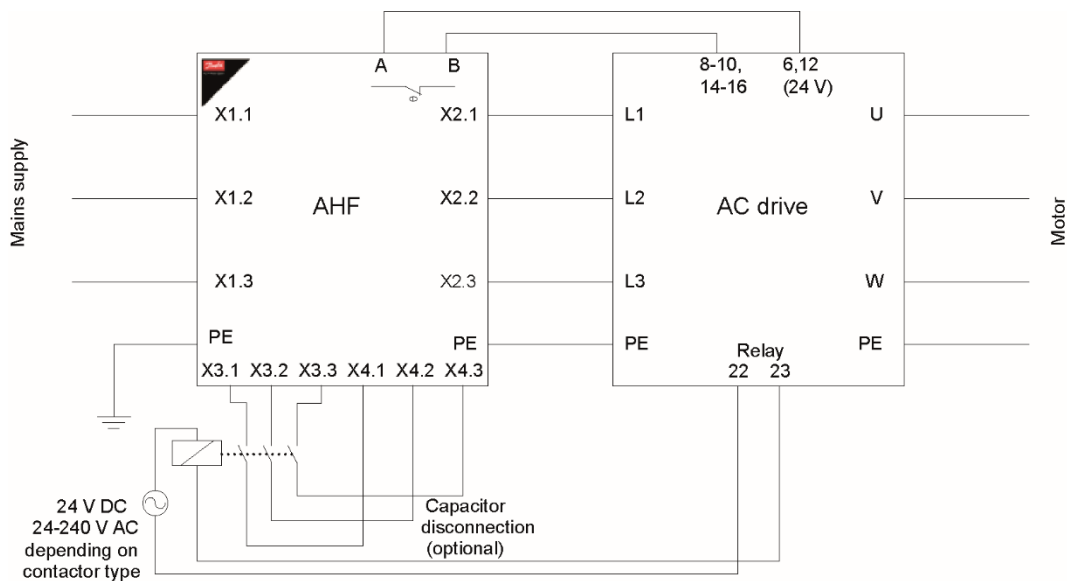 A
B
8-10,
14-16
6,12
(24 V)
Danfoss
X1.1
X2.1
L1
U
Mains supply
X1.2
AHF
X2.2
L2
AC drive
V
Motor
X1.3
X2.3
L3
W
PE
PE
PE
PE
Relay
X3.1
X3.2
X3.3
X4.1
X4.2
X4.3
22
23
24 V DC
24-240 V AC
depending on
contactor type
Capacitor
disconnection
(optional)